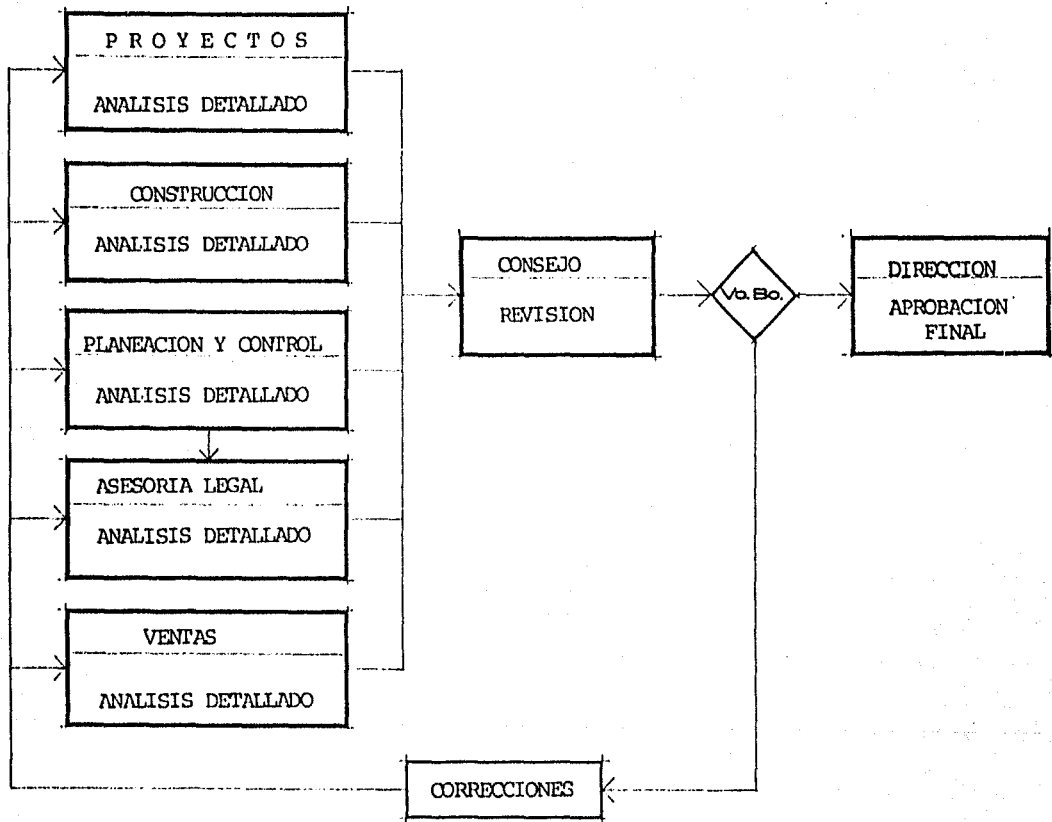 P R O Y E C T O S
ANALISIS DETALLADO
CONSTRUCCION
ANALISIS DETALLADO
PLANEACION Y CONTROL
ANALISIS DETALLADO
ASESORIA LEGAL
ANALISIS DETALLADO
VENTAS
ANALISIS DETALLADO
CONSEJO
REVISION
Vo. Bo.
DIRECCION
APROBACION
FINAL
CORRECCIONES